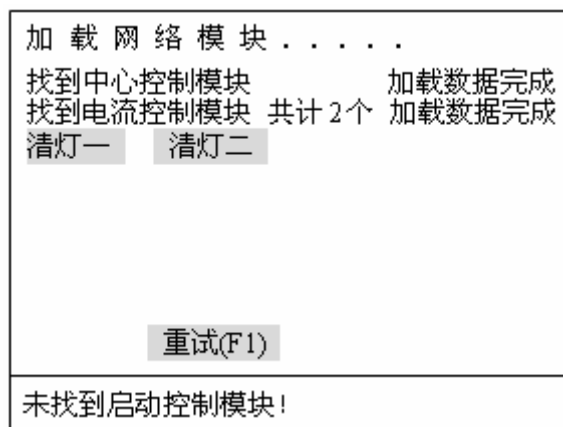 加载网络模块.....
找到中心控制模块 加载数据完成
找到电流控制模块 共计2个 加载数据完成
清灯一 清灯二
重试(F1)
未找到启动控制模块!